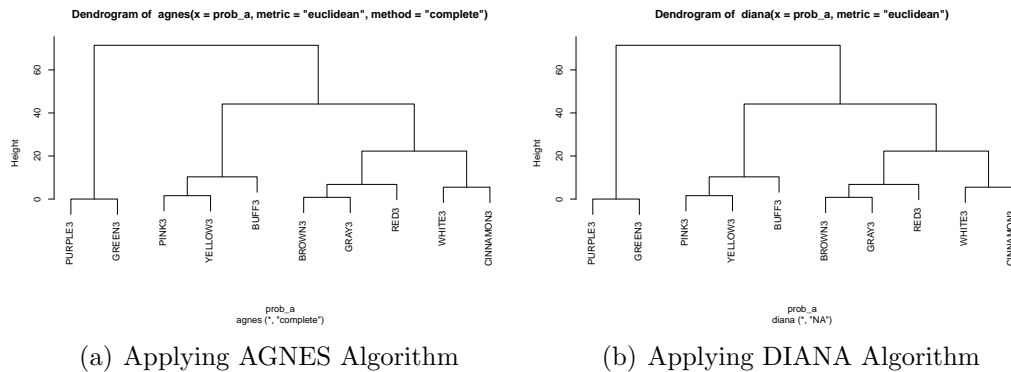 Dendrogram of agnes(x = prob_a, metric = "euclidean", method = "complete")
Height
0
20
40
60
PURPLE3
GREEN3
PINK3
YELLOW3
BUFF3
BROWN3
GRAY3
RED3
WHITE3
CINNAMON3
prob_a
agnes (*, "complete")
(a) Applying AGNES Algorithm
Dendrogram of diana(x = prob_a, metric = "euclidean")
Height
0
20
40
60
PURPLE3
GREEN3
PINK3
YELLOW3
BUFF3
BROWN3
GRAY3
RED3
WHITE3
CINNAMON3
prob_a
diana (*, "NA")
(b) Applying DIANA Algorithm